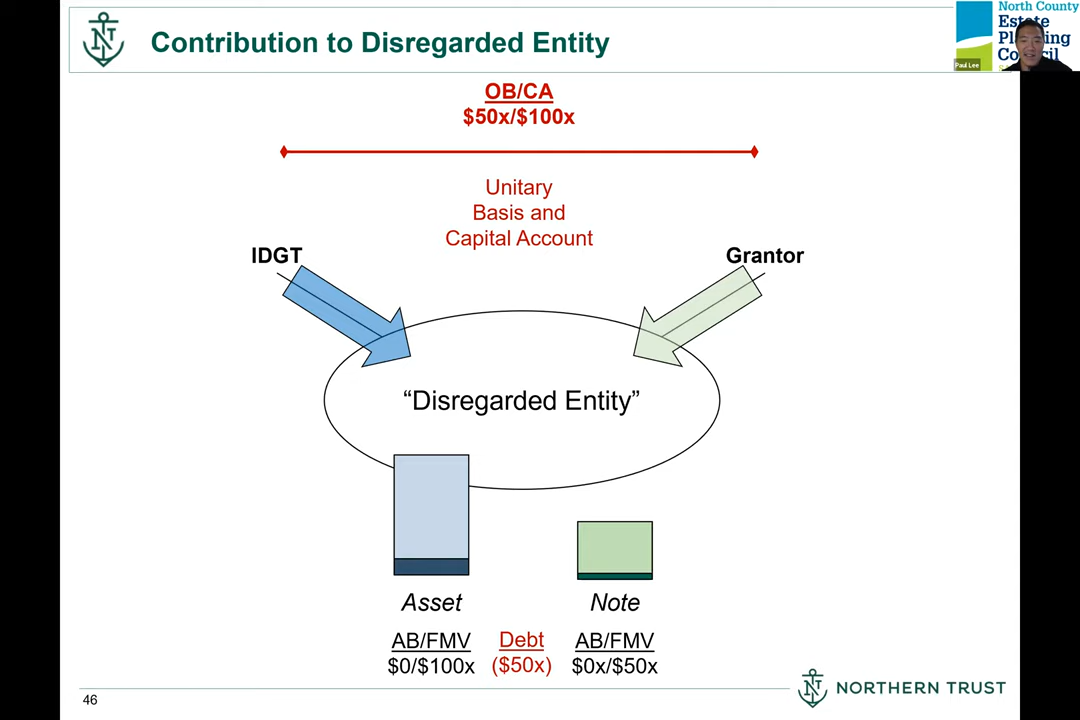 Contribution to Disregarded Entity
North County
Estate
Council
Paul Lee
OB/CA
$50x/$100x
Unitary
Basis and
Capital Account
IDGT
Grantor
“Disregarded Entity”
Asset
Note
AB/FMV
$0/$100x
Debt
($50x)
AB/FMV
$0x/$50x
46
NORTHERN TRUST